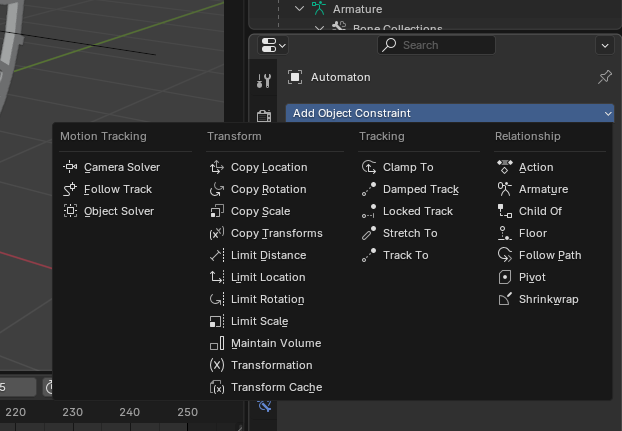 Armature
Bone Collections
Search
Automaton
Add Object Constraint
Motion Tracking
Camera Solver
Follow Track
Object Solver
Transform
Copy Location
Copy Rotation
Copy Scale
Copy Transforms
Limit Distance
Limit Location
Limit Rotation
Limit Scale
Maintain Volume
Transformation
Transform Cache
Tracking
Clamp To
Damped Track
Locked Track
Stretch To
Track To
Relationship
Action
Armature
Child Of
Floor
Follow Path
Pivot
Shrinkwrap
5
220 230 240 250